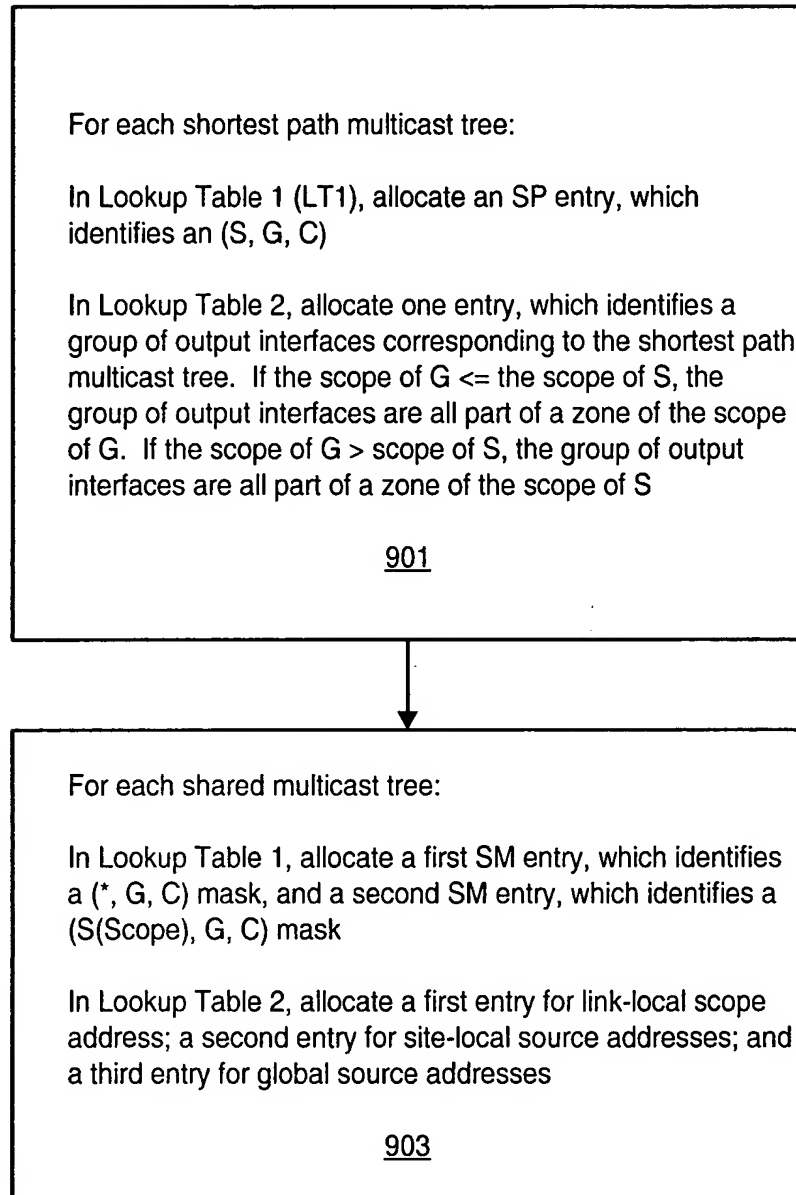 For each shortest path multicast tree:
In Lookup Table 1 (LT1), allocate an SP entry, which
identifies an (S, G, C)
In Lookup Table 2, allocate one entry, which identifies a
group of output interfaces corresponding to the shortest path
multicast tree. If the scope of G <= the scope of S, the
group of output interfaces are all part of a zone of the scope
of G. If the scope of G > scope of S, the group of output
interfaces are all part of a zone of the scope of S
901
For each shared multicast tree:
In Lookup Table 1, allocate a first SM entry, which identifies
a (*, G, C) mask, and a second SM entry, which identifies a
(S(Scope), G, C) mask
In Lookup Table 2, allocate a first entry for link-local scope
address; a second entry for site-local source addresses; and
a third entry for global source addresses
903